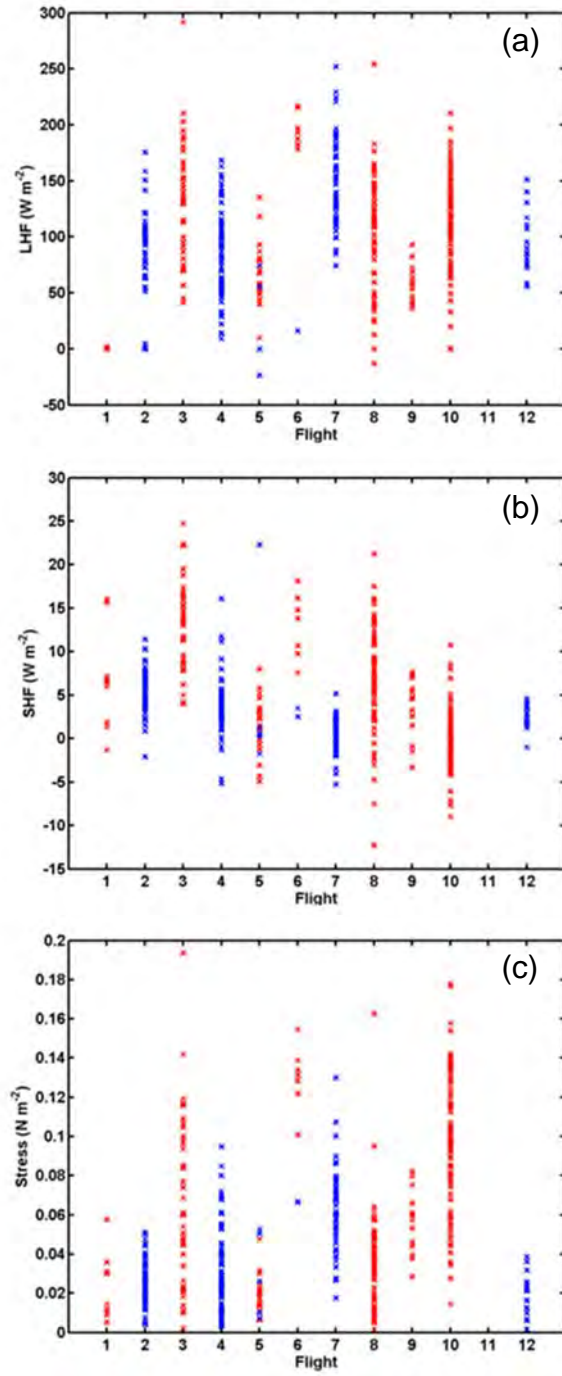 (a)
LHF (W m-2)
300
250
200
150
100
50
0
-50
1 2 3 4 5 6 7 8 9 10 11 12
Flight
(b)
SHF (W m-2)
30
25
20
15
10
5
0
-5
-10
-15
1 2 3 4 5 6 7 8 9 10 11 12
Flight
(c)
Stress (N m-2)
0.2
0.18
0.16
0.14
0.12
0.1
0.08
0.06
0.04
0.02
0
1 2 3 4 5 6 7 8 9 10 11 12
Flight